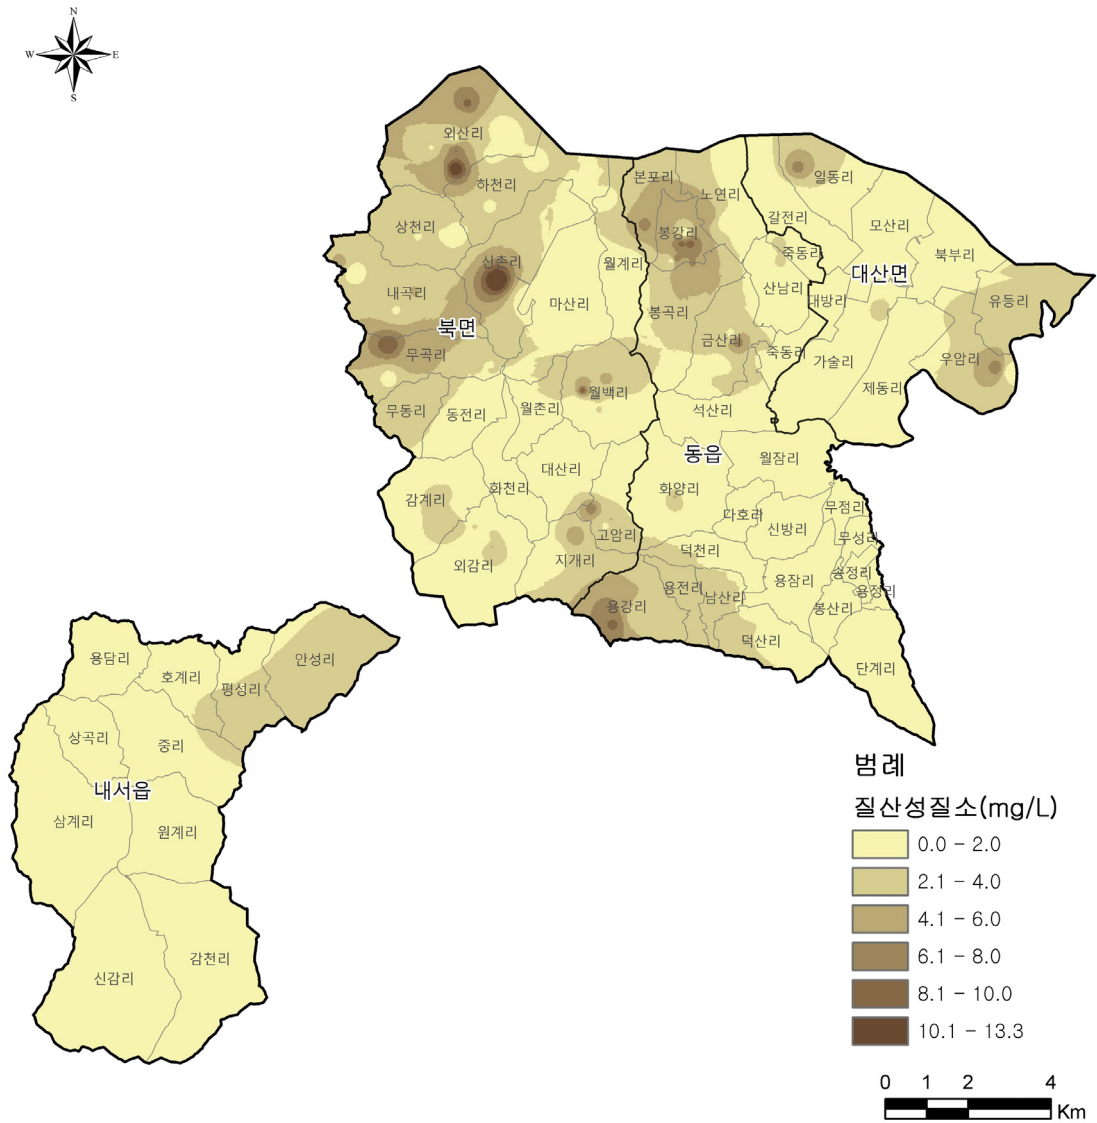 N
W E
S
외산리
하천리
본포리
일동리
노연리
갈전리
상천리
봉강리
모산리
죽동리
북부리
신촌리
월계리
대산면
내곡리
산남리
유등리
마산리
대방리
북면
봉곡리
무곡리
금산리
죽동리
가술리
우암리
월백리
제동리
무동리
동전리
월촌리
석산리
동읍
월잠리
대산리
감계리
화천리
화양리
무점리
다호리
신방리
고암리
무성리
덕천리
외감리
지개리
송정리
용잠리
용전리
남산리
용정리
용강리
봉산리
덕산리
단계리
용담리
안성리
호계리
평성리
상곡리
중리
내서읍
삼계리
원계리
감천리
신감리
범례
질산성질소(mg/L)
0.0 - 2.0
2.1 - 4.0
4.1 - 6.0
6.1 - 8.0
8.1 - 10.0
10.1 - 13.3
0 1 2 4
Km